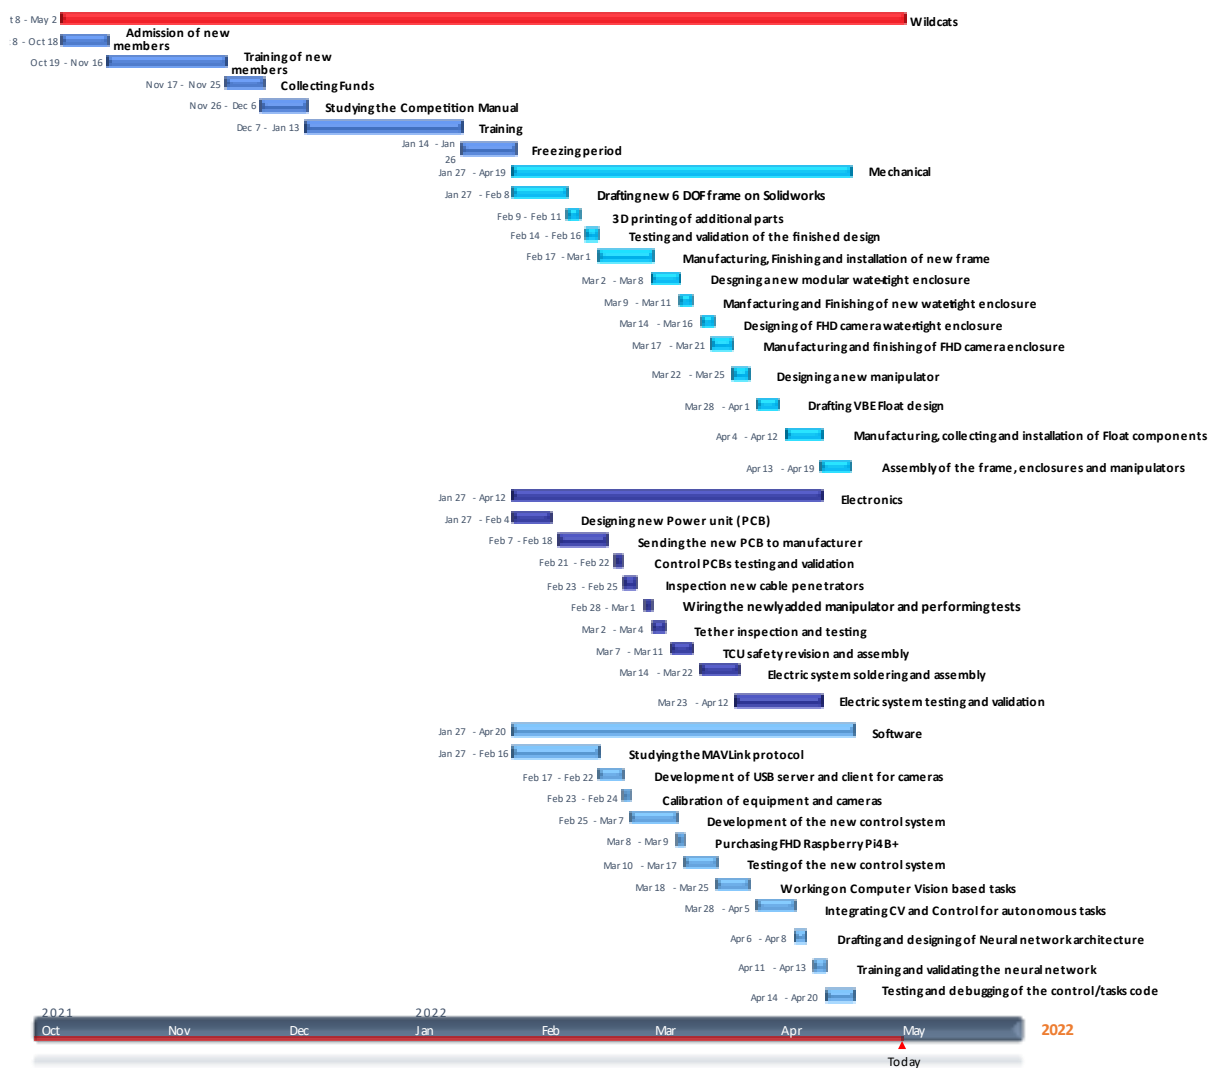 t 8 - May 2 Wildcats
8 - Oct 18 Admission of new
members
Oct 19 - Nov 16 Training of new
members
Nov 17 - Nov 25 Collecting Funds
Nov 26 - Dec 6 Studying the Competition Manual
Dec 7 - Jan 13 Training
Jan 14 - Jan
26 Freezing period
Jan 27 - Apr 19 Mechanical
Jan 27 - Feb 8 Drafting new 6 DOF frame on Solidworks
Feb 9 - Feb 11 3D printing of additional parts
Feb 14 - Feb 16 Testing and validation of the finished design
Feb 17 - Mar 1 Manufacturing, Finishing and installation of new frame
Mar 2 - Mar 8 Desgning a new modular water-tight enclosure
Mar 9 - Mar 11 Manfacturing and Finishing of new watertight enclosure
Mar 14 - Mar 16 Designing of FHD camera water-tight enclosure
Mar 17 - Mar 21 Manufacturing and finishing of FHD camera enclosure
Mar 22 - Mar 25 Designing a new manipulator
Mar 28 - Apr 1 Drafting VBE Float design
Apr 4 - Apr 12 Manufacturing, collecting and installation of Float components
Apr 13 - Apr 19 Assembly of the frame, enclosures and manipulators
Jan 27 - Apr 12 Electronics
Jan 27 - Feb 4 Designing new Power unit (PCB)
Feb 7 - Feb 18 Sending the new PCB to manufacturer
Feb 21 - Feb 22 Control PCBs testing and validation
Feb 23 - Feb 25 Inspection new cable penetrators
Feb 28 - Mar 1 Wiring the newly added manipulator and performing tests
Mar 2 - Mar 4 Tether inspection and testing
Mar 7 - Mar 11 TCU safety revision and assembly
Mar 14 - Mar 22 Electric system soldering and assembly
Mar 23 - Apr 12 Electric system testing and validation
Jan 27 - Apr 20 Software
Jan 27 - Feb 16 Studying the MAVLink protocol
Feb 17 - Feb 22 Development of USB server and client for cameras
Feb 23 - Feb 24 Calibration of equipment and cameras
Feb 25 - Mar 7 Development of the new control system
Mar 8 - Mar 9 Purchasing FHD Raspberry Pi 4 B+
Mar 10 - Mar 17 Testing of the new control system
Mar 18 - Mar 25 Working on Computer Vision based tasks
Mar 28 - Apr 5 Integrating CV and Control for autonomous tasks
Apr 6 - Apr 8 Drafting and designing of Neural network architecture
Apr 11 - Apr 13 Training and validating the neural network
Apr 14 - Apr 20 Testing and debugging of the control/tasks code
2021 2022
Oct Nov Dec Jan Feb Mar Apr May 2022
Today